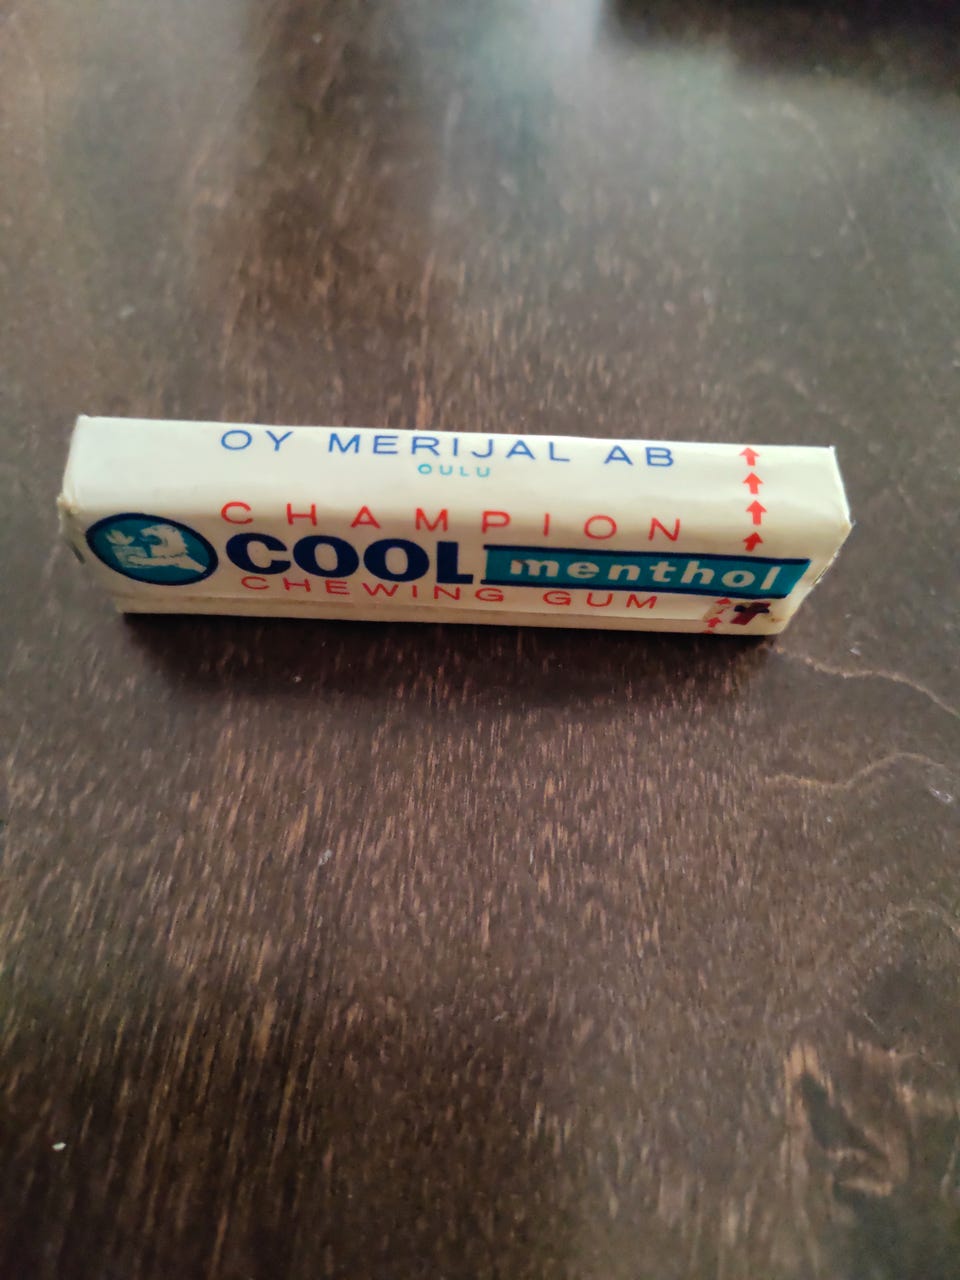 OY MERIJAL AB
OULU
CHAMPION
COOL menthol
CHEWING GUM